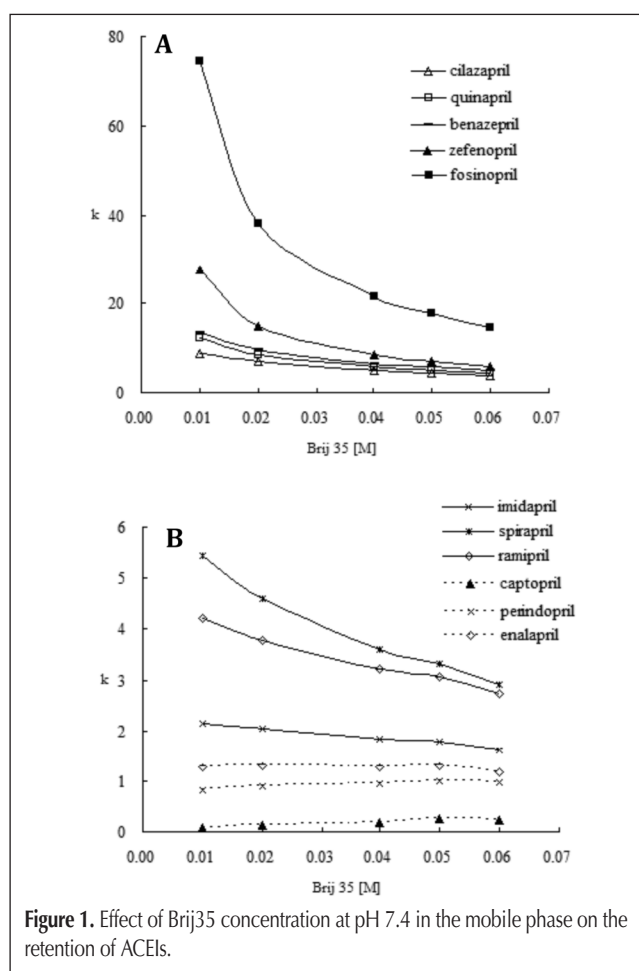 A
cilazapril
quinapril
benazepril
zefenopril
fosinopril
80
60
40
20
0
k'
0.00 0.01 0.02 0.03 0.04 0.05 0.06 0.07
Brij 35 [M]
B
imidapril
spirapril
ramipril
captopril
perindopril
enalapril
6
5
4
3
2
1
0
k'
0.00 0.01 0.02 0.03 0.04 0.05 0.06 0.07
Brij 35 [M]
Figure 1. Effect of Brij35 concentration at pH 7.4 in the mobile phase on the
retention of ACEIs.